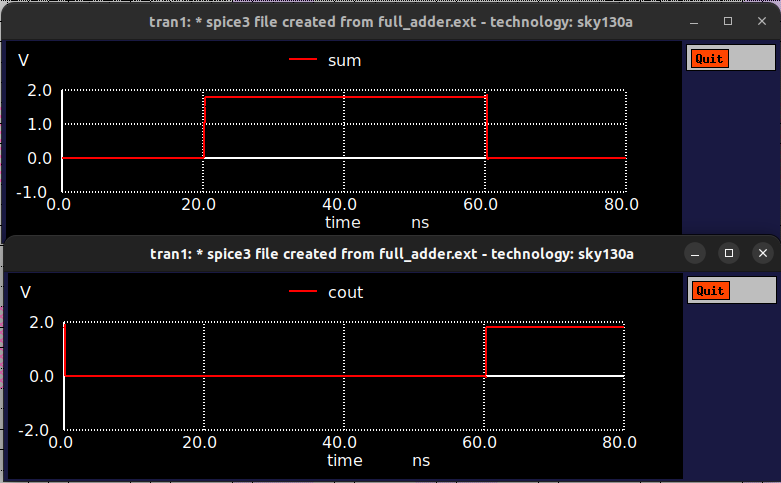 tran1: * spice3 file created from full_adder.ext - technology: sky130a
V
sum
Quit
2.0
1.0
0.0
-1.0
0.0 20.0 40.0 60.0 80.0
time ns
tran1: * spice3 file created from full_adder.ext - technology: sky130a
V
cout
Quit
2.0
0.0
-2.0
0.0 20.0 40.0 60.0 80.0
time ns